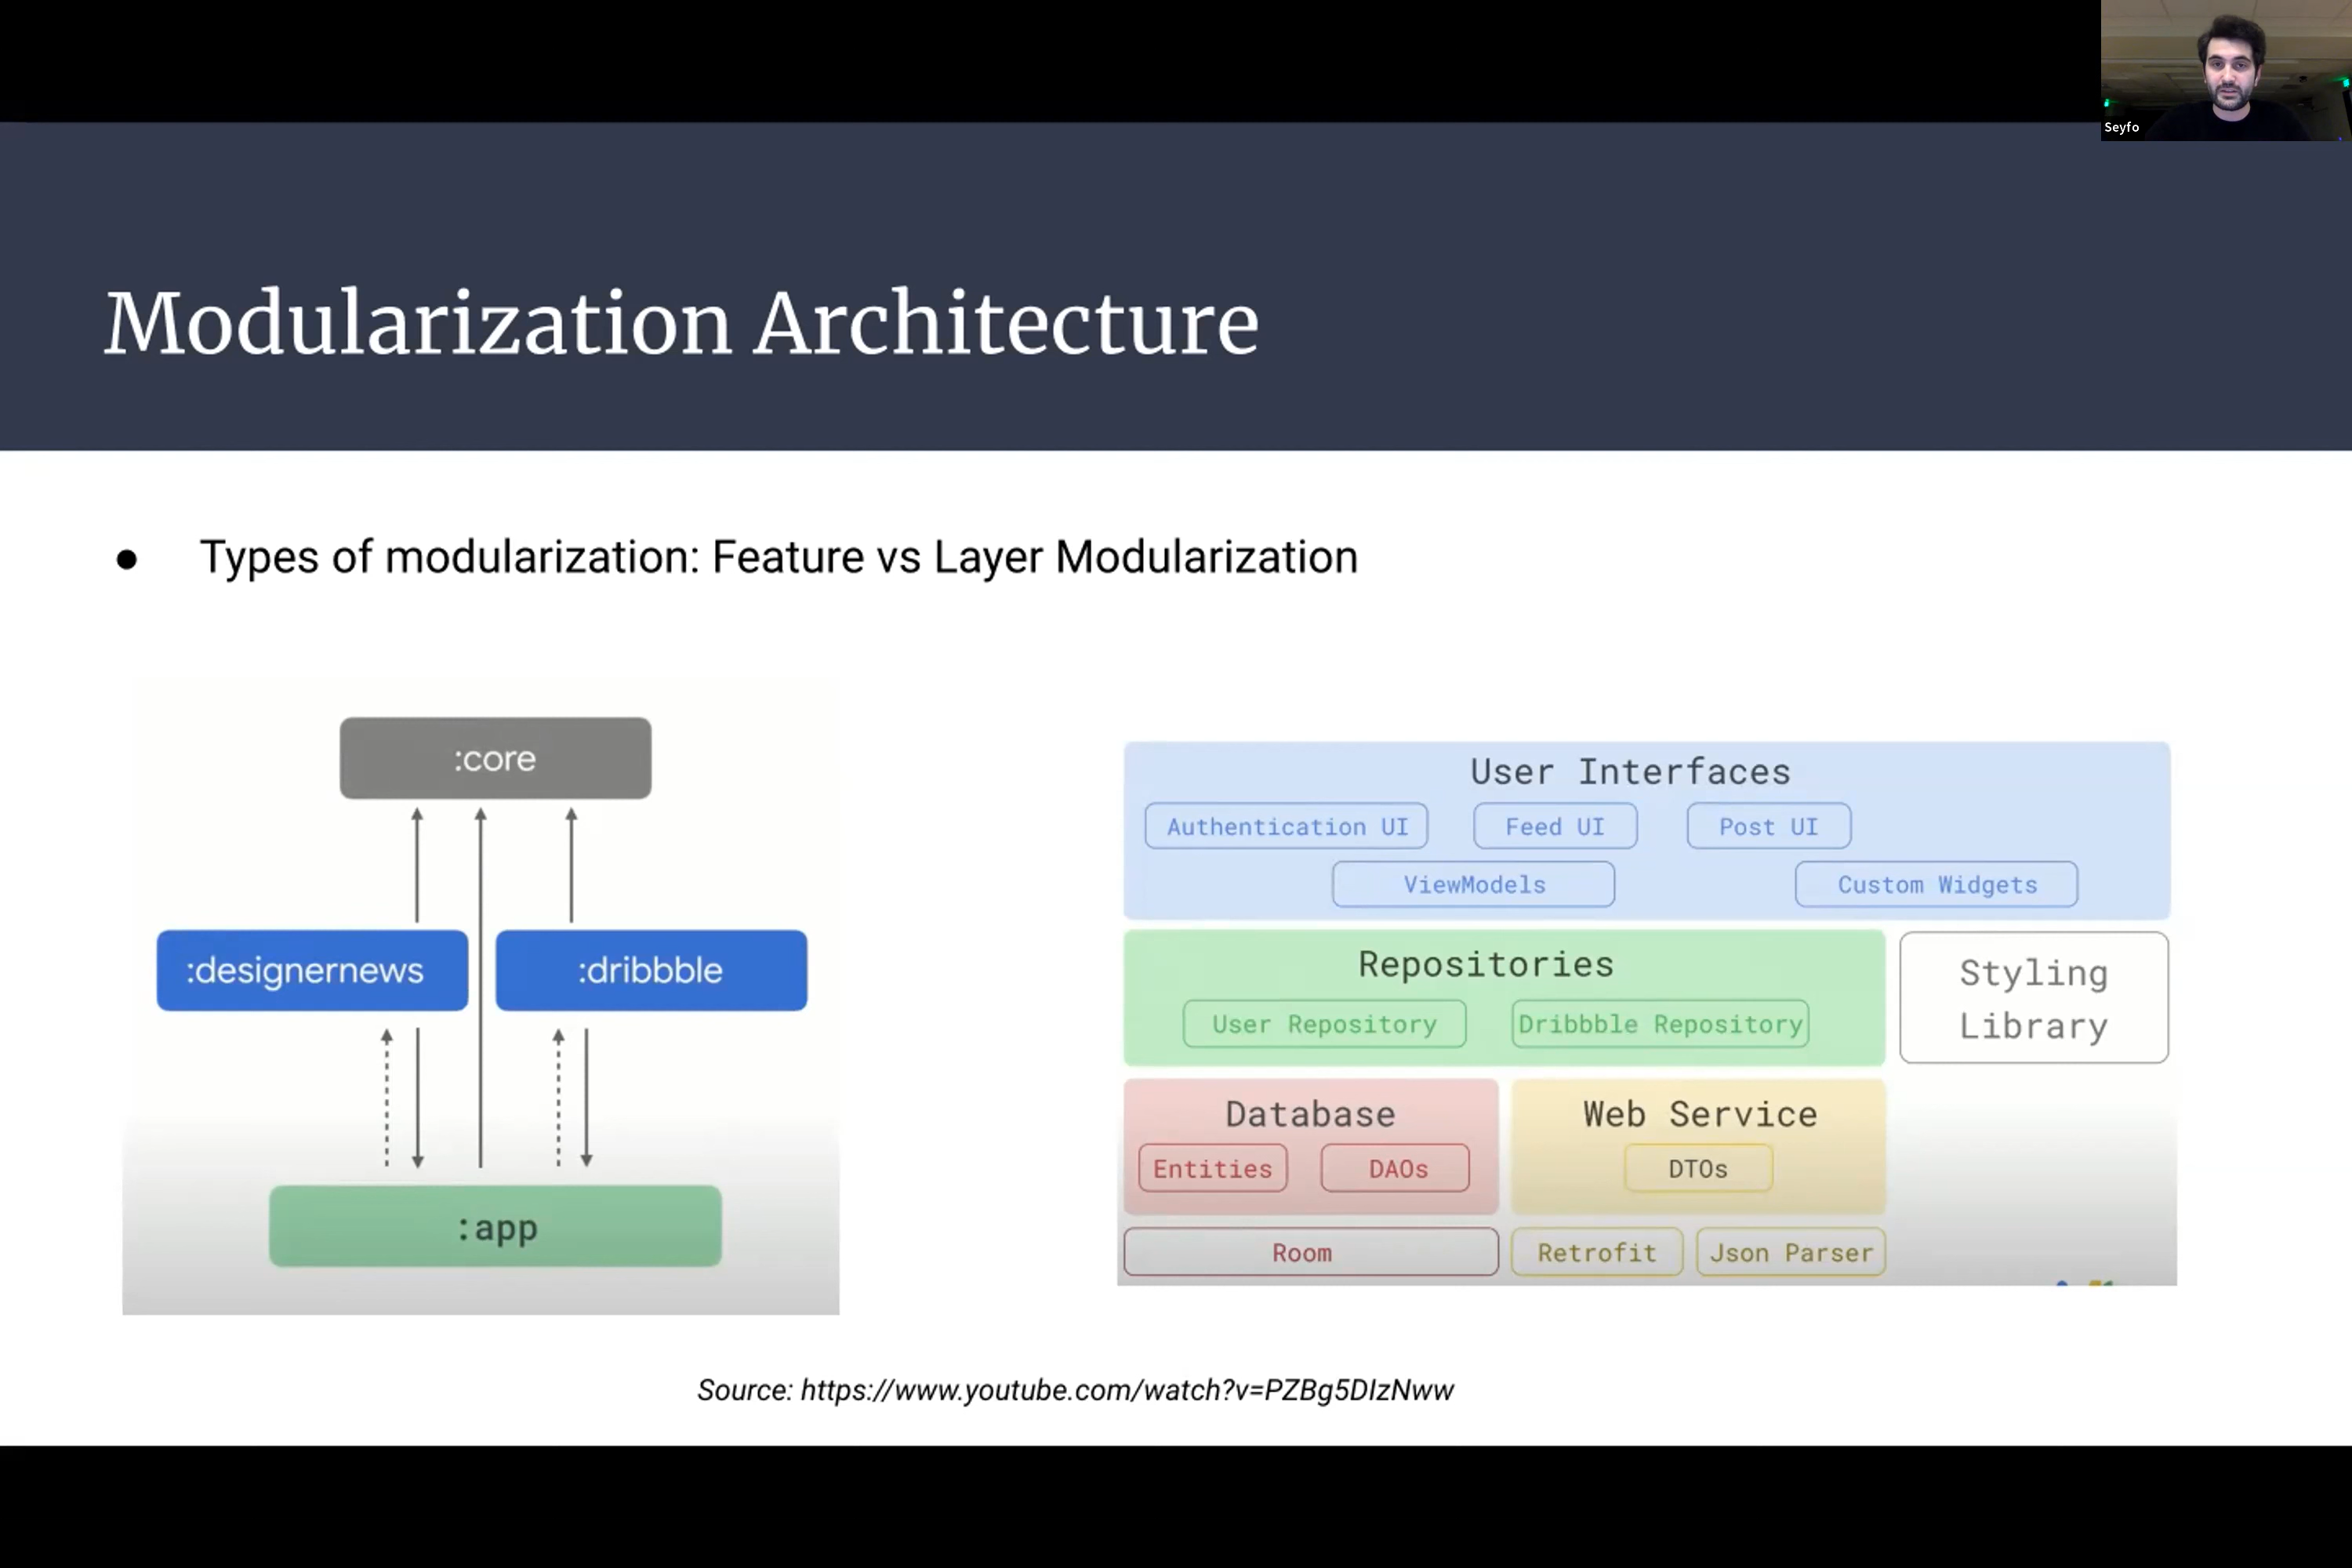 Seyfo
Modularization Architecture
● Types of modularization: Feature vs Layer Modularization
:core
:designernews
:dribbble
:app
User Interfaces
Authentication UI
Feed UI
Post UI
ViewModels
Custom Widgets
Repositories
User Repository
Dribbble Repository
Styling
Library
Database
Entities
DAOs
Web Service
DTOs
Room
Retrofit
Json Parser
Source: https://www.youtube.com/watch?v=PZBg5DIzNww